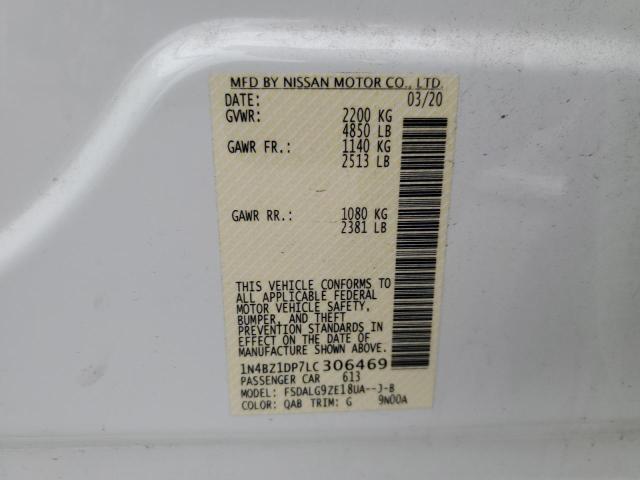 MFD BY NISSAN MOTOR CO., LTD.
DATE: 03/20
GVWR: 2200 KG
4850 LB
GAWR FR.: 1140 KG
2513 LB
GAWR RR.: 1080 KG
2381 LB
THIS VEHICLE CONFORMS TO
ALL APPLICABLE FEDERAL
MOTOR VEHICLE SAFETY,
BUMPER, AND THEFT
PREVENTION STANDARDS IN
EFFECT ON THE DATE OF
MANUFACTURE SHOWN ABOVE.
1N4BZ1DP7LC306469
PASSENGER CAR 613
MODEL: FSDALG9ZE18UA--J-B
COLOR: QAB TRIM: G 9N00A